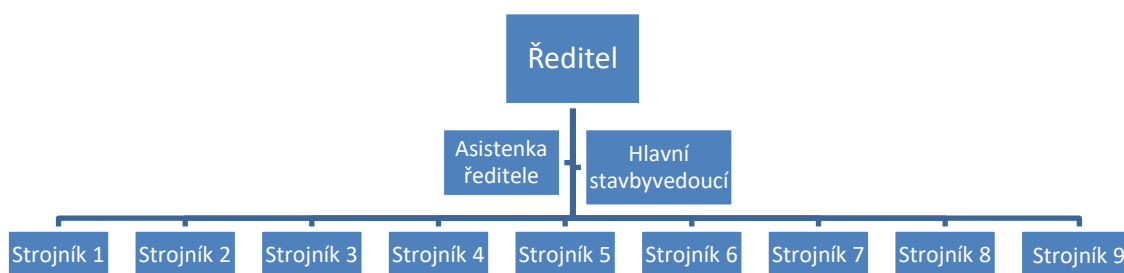 Ředitel
Asistenka
ředitele
Hlavní
stavbyvedoucí
Strojník 1
Strojník 2
Strojník 3
Strojník 4
Strojník 5
Strojník 6
Strojník 7
Strojník 8
Strojník 9